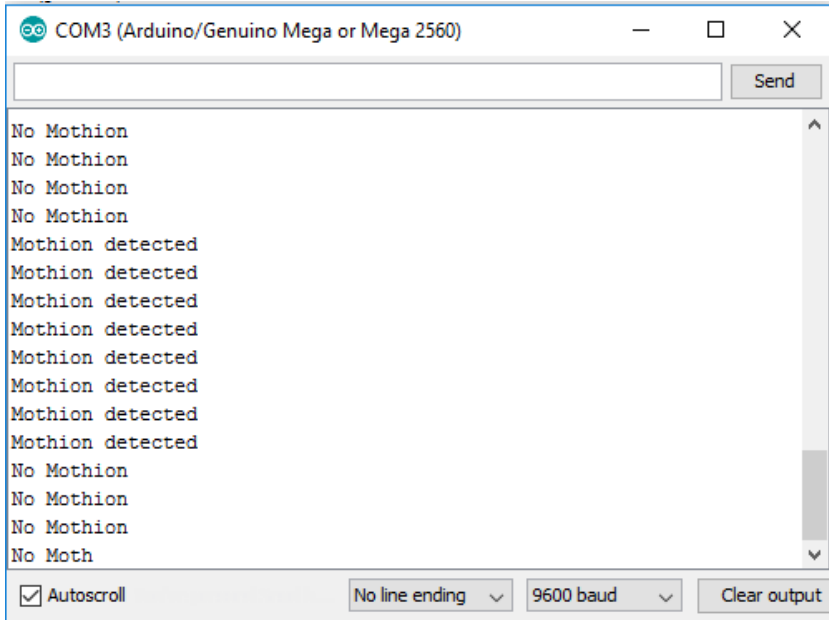 COM3 (Arduino/Genuino Mega or Mega 2560)
Send
No Mothion
No Mothion
No Mothion
No Mothion
Mothion detected
Mothion detected
Mothion detected
Mothion detected
Mothion detected
Mothion detected
Mothion detected
Mothion detected
No Mothion
No Mothion
No Mothion
No Moth
Autoscroll No line ending 9600 baud Clear output